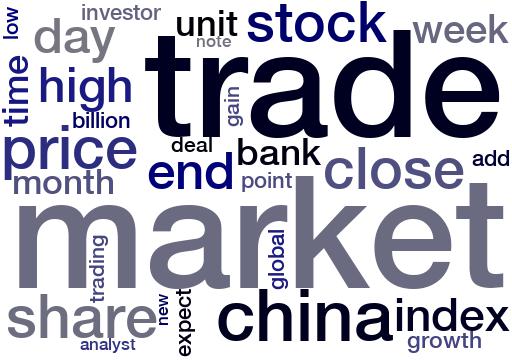 low
investor
day
unit
note
stock
week
time
high
billion
gain
trade
price
deal
bank
month
end
point
close
add
market
trading
global
share
new
expect
china
index
analyst
growth